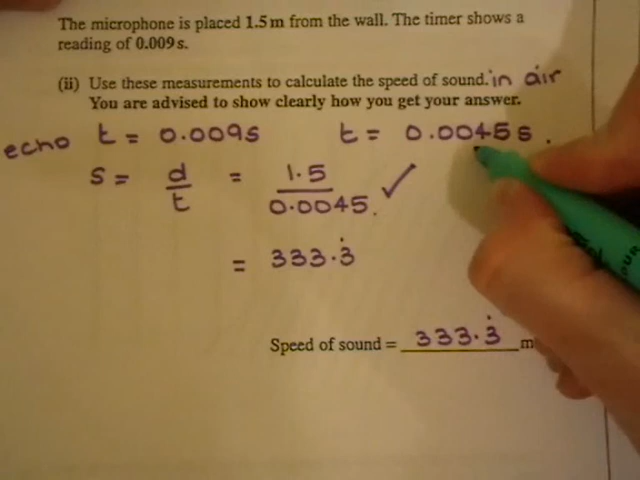 The microphone is placed 1.5 m from the wall. The timer shows a
reading of 0.009 s.
(ii) Use these measurements to calculate the speed of sound. in air
You are advised to show clearly how you get your answer.
echo t = 0.009s t = 0.0045 s.
s = d/t = 1.5/0.0045. ✓
= 333.3̇
Speed of sound = 333.3̇ m